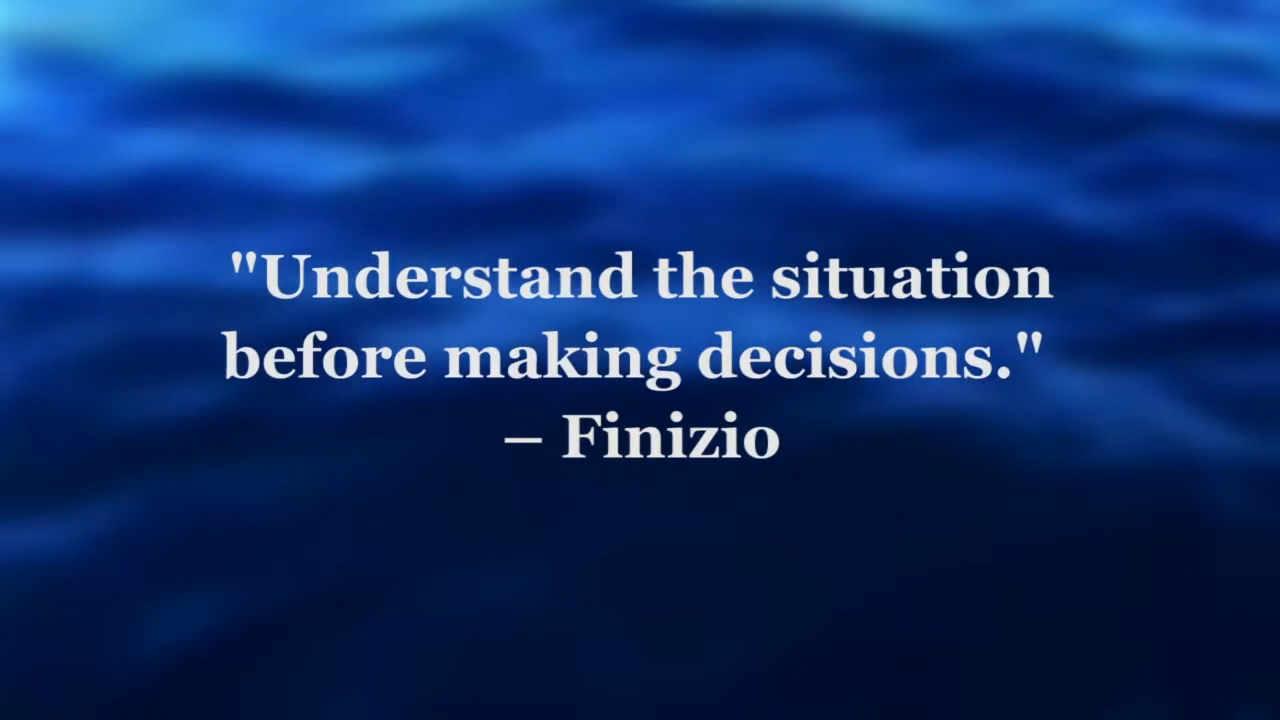 "Understand the situation
before making decisions."
– Finizio